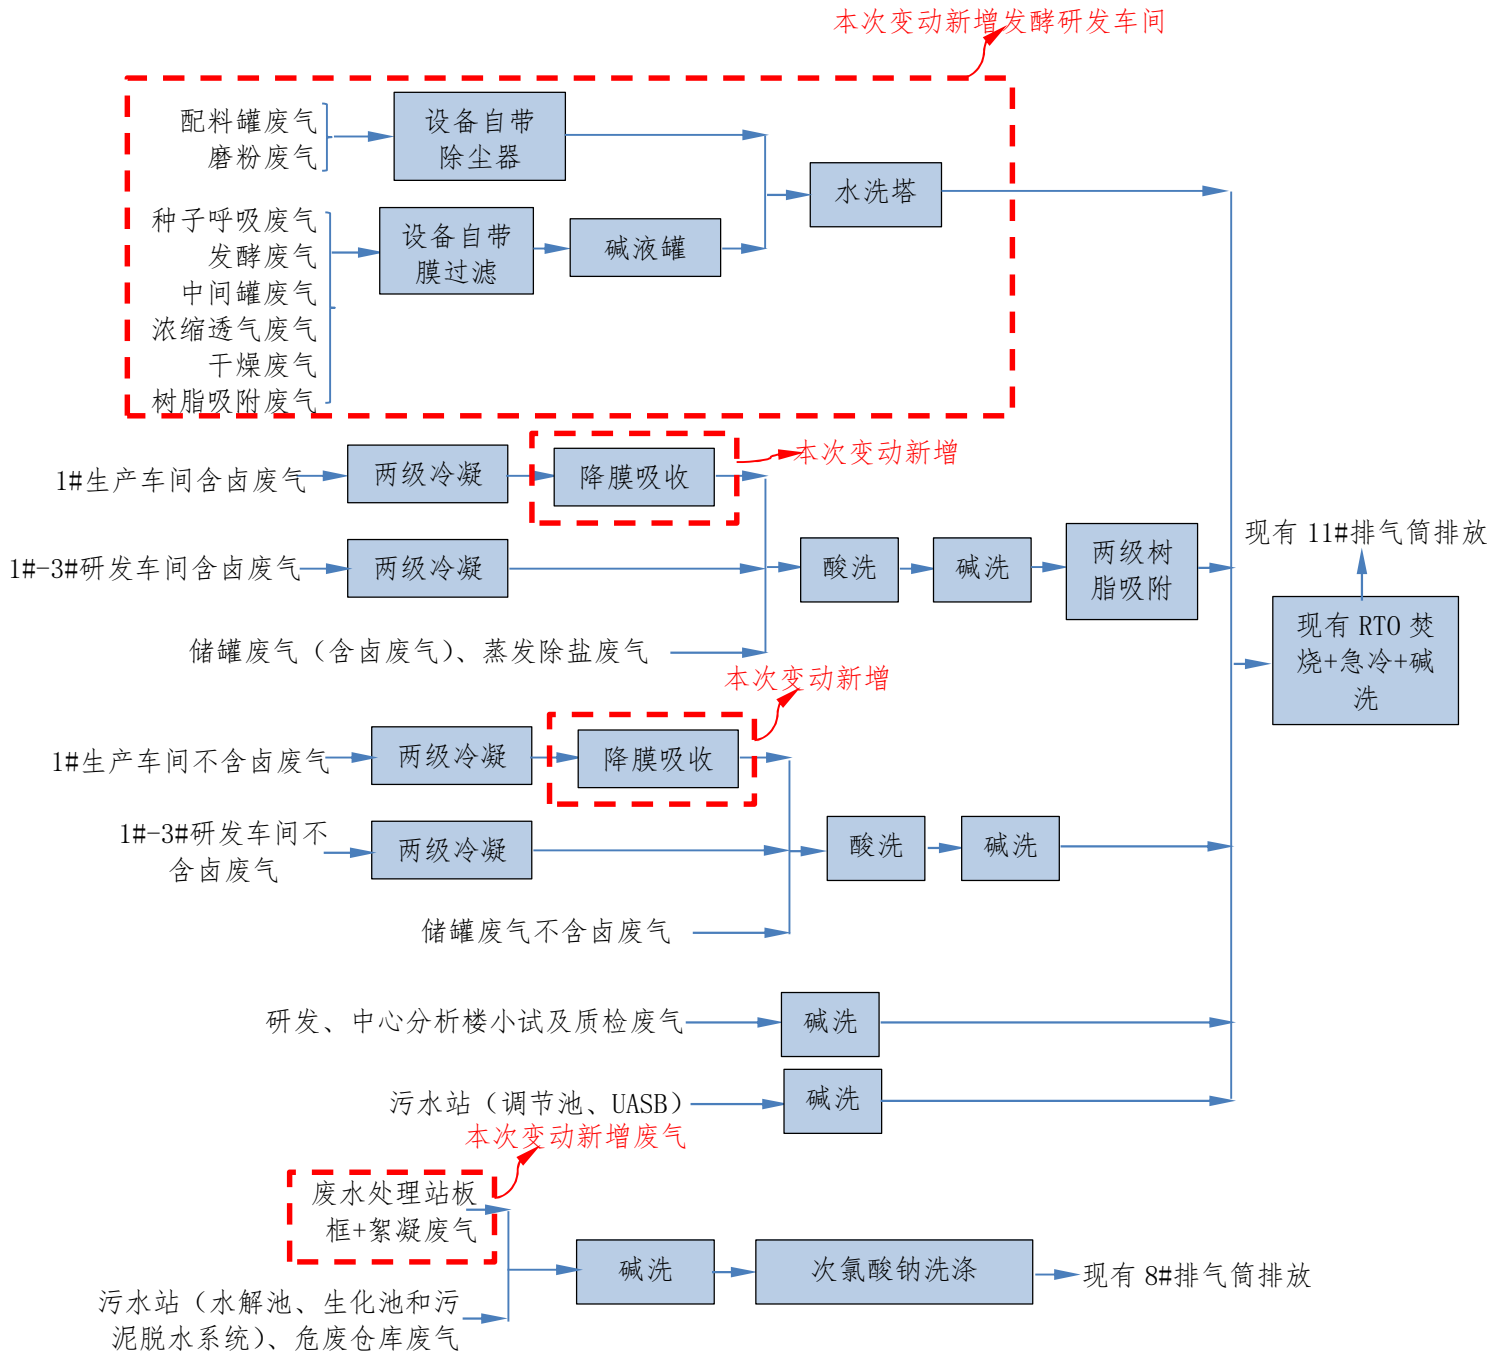 本次变动新增发酵研发车间
配料罐废气
磨粉废气
设备自带
除尘器
水洗塔
种子呼吸废气
发酵废气
中间罐废气
浓缩透气废气
干燥废气
树脂吸附废气
设备自带
膜过滤
碱液罐
1#生产车间含卤废气
两级冷凝
降膜吸收
本次变动新增
1#-3#研发车间含卤废气
两级冷凝
酸洗
碱洗
两级树
脂吸附
现有 11#排气筒排放
现有 RTO 焚
烧+急冷+碱
洗
储罐废气（含卤废气）、蒸发除盐废气
本次变动新增
1#生产车间不含卤废气
两级冷凝
降膜吸收
1#-3#研发车间不
含卤废气
两级冷凝
酸洗
碱洗
储罐废气不含卤废气
研发、中心分析楼小试及质检废气
碱洗
污水站（调节池、UASB）
碱洗
本次变动新增废气
废水处理站板
框+絮凝废气
碱洗
次氯酸钠洗涤
现有 8#排气筒排放
污水站（水解池、生化池和污
泥脱水系统）、危废仓库废气